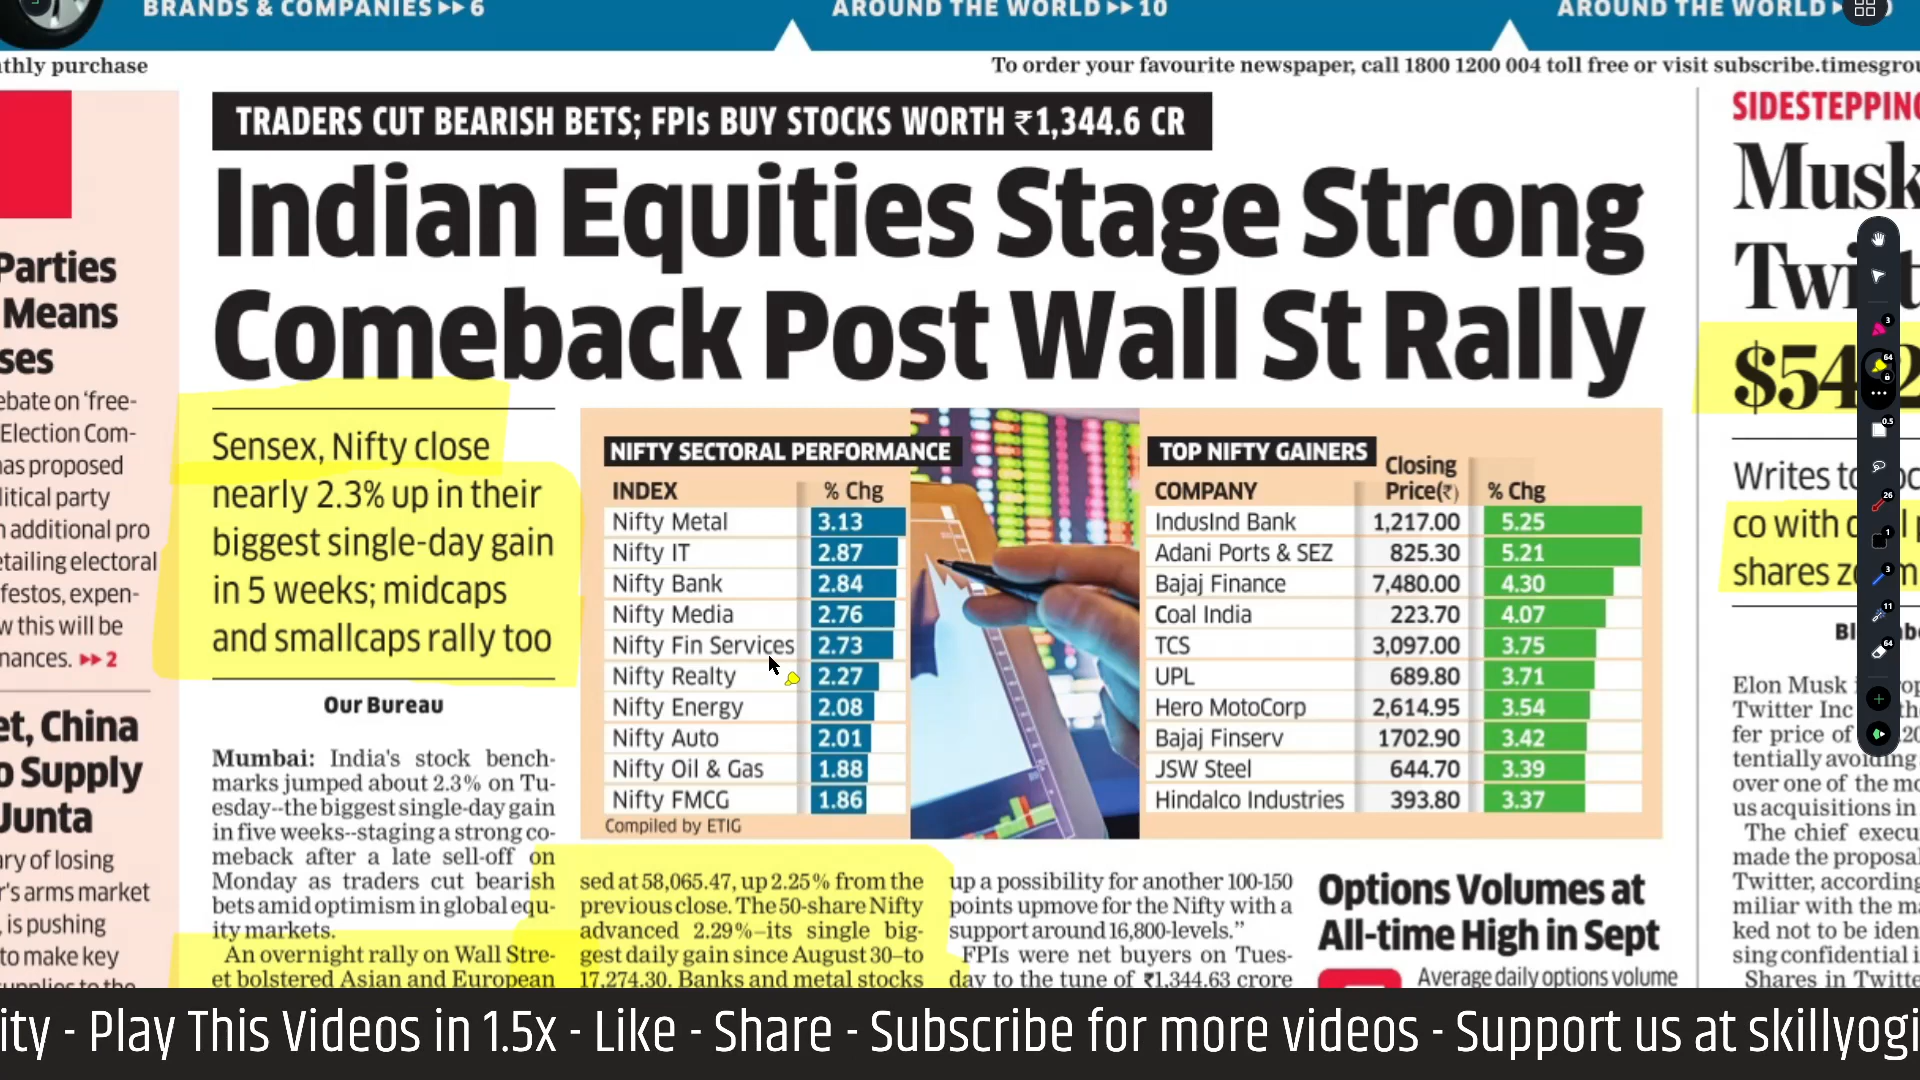 BRANDS & COMPANIES ▸▸ 6
AROUND THE WORLD ▸▸ 10
AROUND THE WORLD
thly purchase
To order your favourite newspaper, call 1800 1200 004 toll free or visit subscribe.timesgrou
Parties
Means
ses
ebate on ‘free-
Election Com-
has proposed
litical party
additional pro
etailing electoral
festos, expen-
w this will be
nances. ▸▸ 2
et, China
o Supply
Junta
ary of losing
r's arms market
, is pushing
to make key
TRADERS CUT BEARISH BETS; FPIs BUY STOCKS WORTH ₹1,344.6 CR
Indian Equities Stage Strong
Comeback Post Wall St Rally
Sensex, Nifty close
nearly 2.3% up in their
biggest single-day gain
in 5 weeks; midcaps
and smallcaps rally too
Our Bureau
Mumbai: India's stock bench-
marks jumped about 2.3% on Tu-
esday--the biggest single-day gain
in five weeks--staging a strong co-
meback after a late sell-off on
Monday as traders cut bearish
bets amid optimism in global equ-
ity markets.
An overnight rally on Wall Stre-
et bolstered Asian and European
NIFTY SECTORAL PERFORMANCE
INDEX % Chg
Nifty Metal 3.13
Nifty IT 2.87
Nifty Bank 2.84
Nifty Media 2.76
Nifty Fin Services 2.73
Nifty Realty 2.27
Nifty Energy 2.08
Nifty Auto 2.01
Nifty Oil & Gas 1.88
Nifty FMCG 1.86
Compiled by ETIG
TOP NIFTY GAINERS
COMPANY Closing Price(₹) % Chg
IndusInd Bank 1,217.00 5.25
Adani Ports & SEZ 825.30 5.21
Bajaj Finance 7,480.00 4.30
Coal India 223.70 4.07
TCS 3,097.00 3.75
UPL 689.80 3.71
Hero MotoCorp 2,614.95 3.54
Bajaj Finserv 1702.90 3.42
JSW Steel 644.70 3.39
Hindalco Industries 393.80 3.37
sed at 58,065.47, up 2.25% from the
previous close. The 50-share Nifty
advanced 2.29%–its single big-
gest daily gain since August 30–to
17,274.30. Banks and metal stocks
up a possibility for another 100-150
points upmove for the Nifty with a
support around 16,800-levels.”
FPIs were net buyers on Tues-
day to the tune of ₹1,344.63 crore
Options Volumes at
All-time High in Sept
Average daily options volume
SIDESTEPPING
Musk
Twi
$54
Writes to
co with
shares
Elon Musk
Twitter Inc
fer price of
tentially avoiding
over one of the mo
us acquisitions in
The chief execu
made the proposa
Twitter, according
miliar with the ma
ked not to be iden
sing confidential i
Shares in Twitte
ity - Play This Videos in 1.5x - Like - Share - Subscribe for more videos - Support us at skillyogi